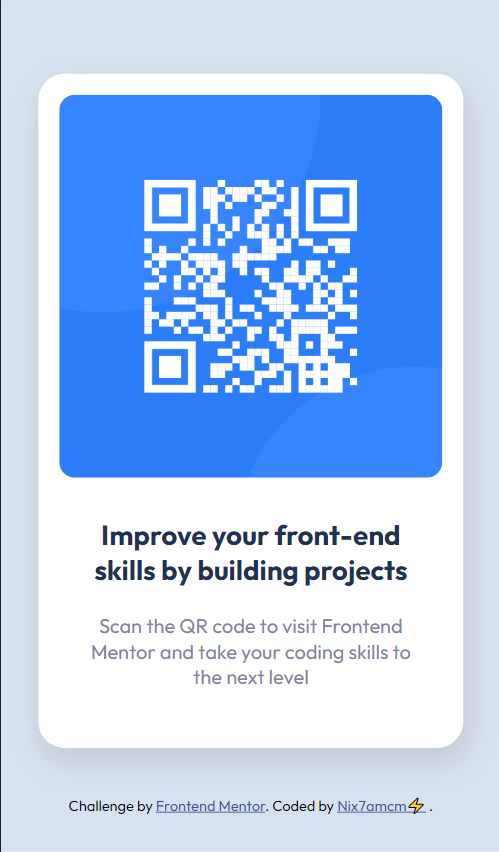 Improve your front-end
skills by building projects
Scan the QR code to visit Frontend
Mentor and take your coding skills to
the next level
Challenge by Frontend Mentor. Coded by Nix7amcm⚡ .